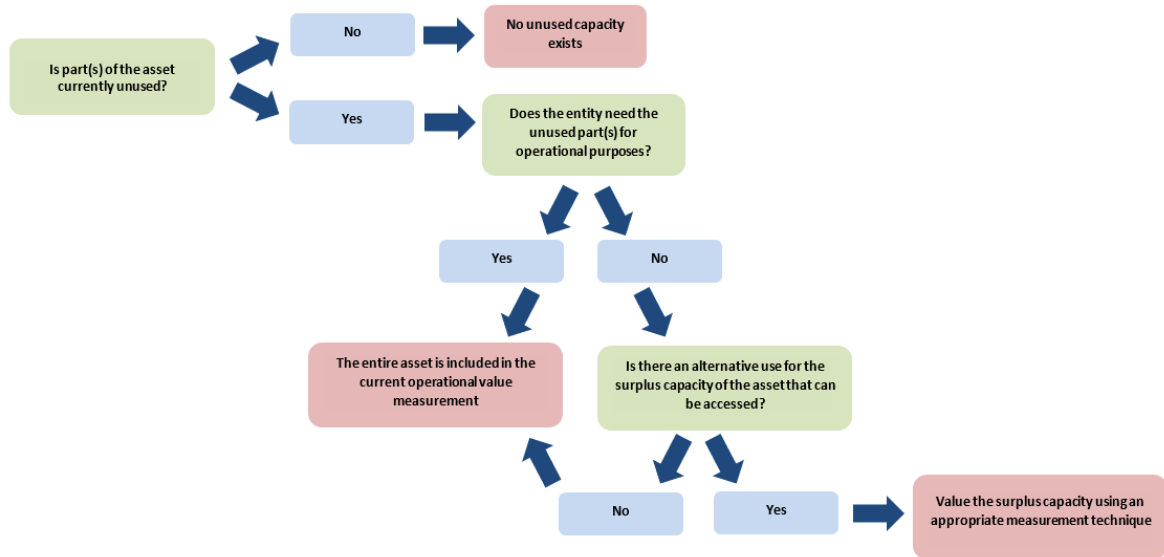 No
No unused capacity
exists
Is part(s) of the asset
currently unused?
Yes
Does the entity need the
unused part(s) for
operational purposes?
Yes
No
The entire asset is included in the
current operational value
measurement
Is there an alternative use for the
surplus capacity of the asset that can
be accessed?
No
Yes
Value the surplus capacity using an
appropriate measurement technique